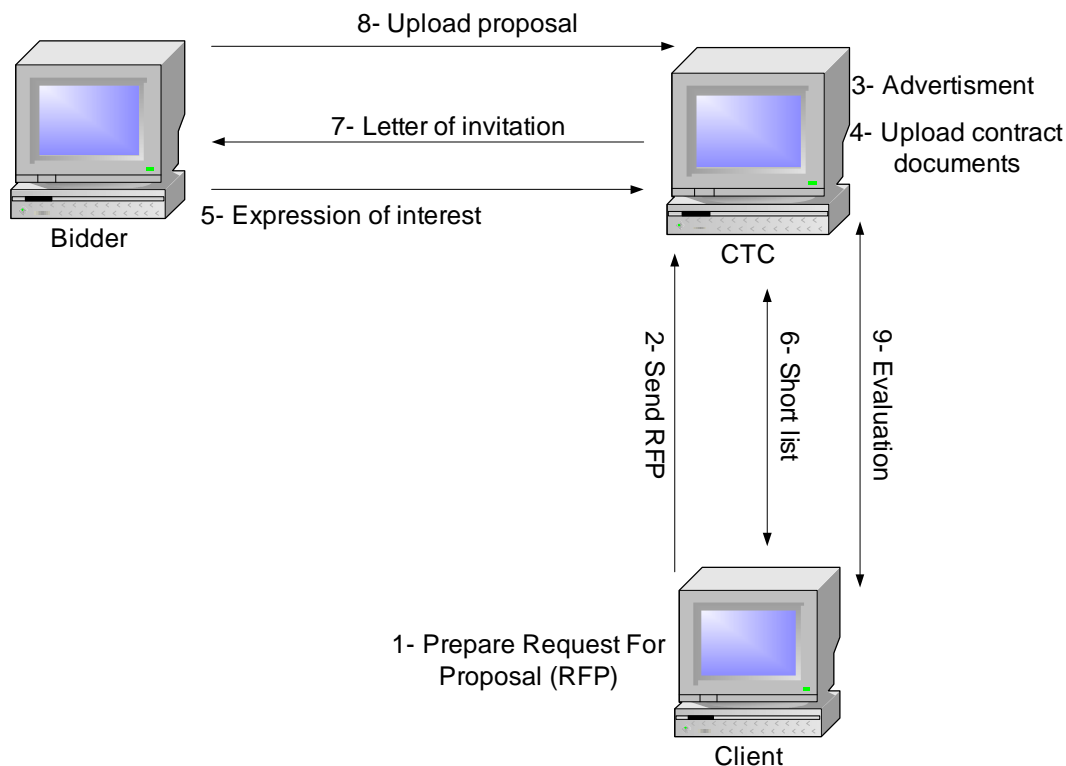 8- Upload proposal
3- Advertisment
7- Letter of invitation
4- Upload contract
documents
5- Expression of interest
Bidder
CTC
2- Send RFP
6- Short list
9- Evaluation
1- Prepare Request For
Proposal (RFP)
Client